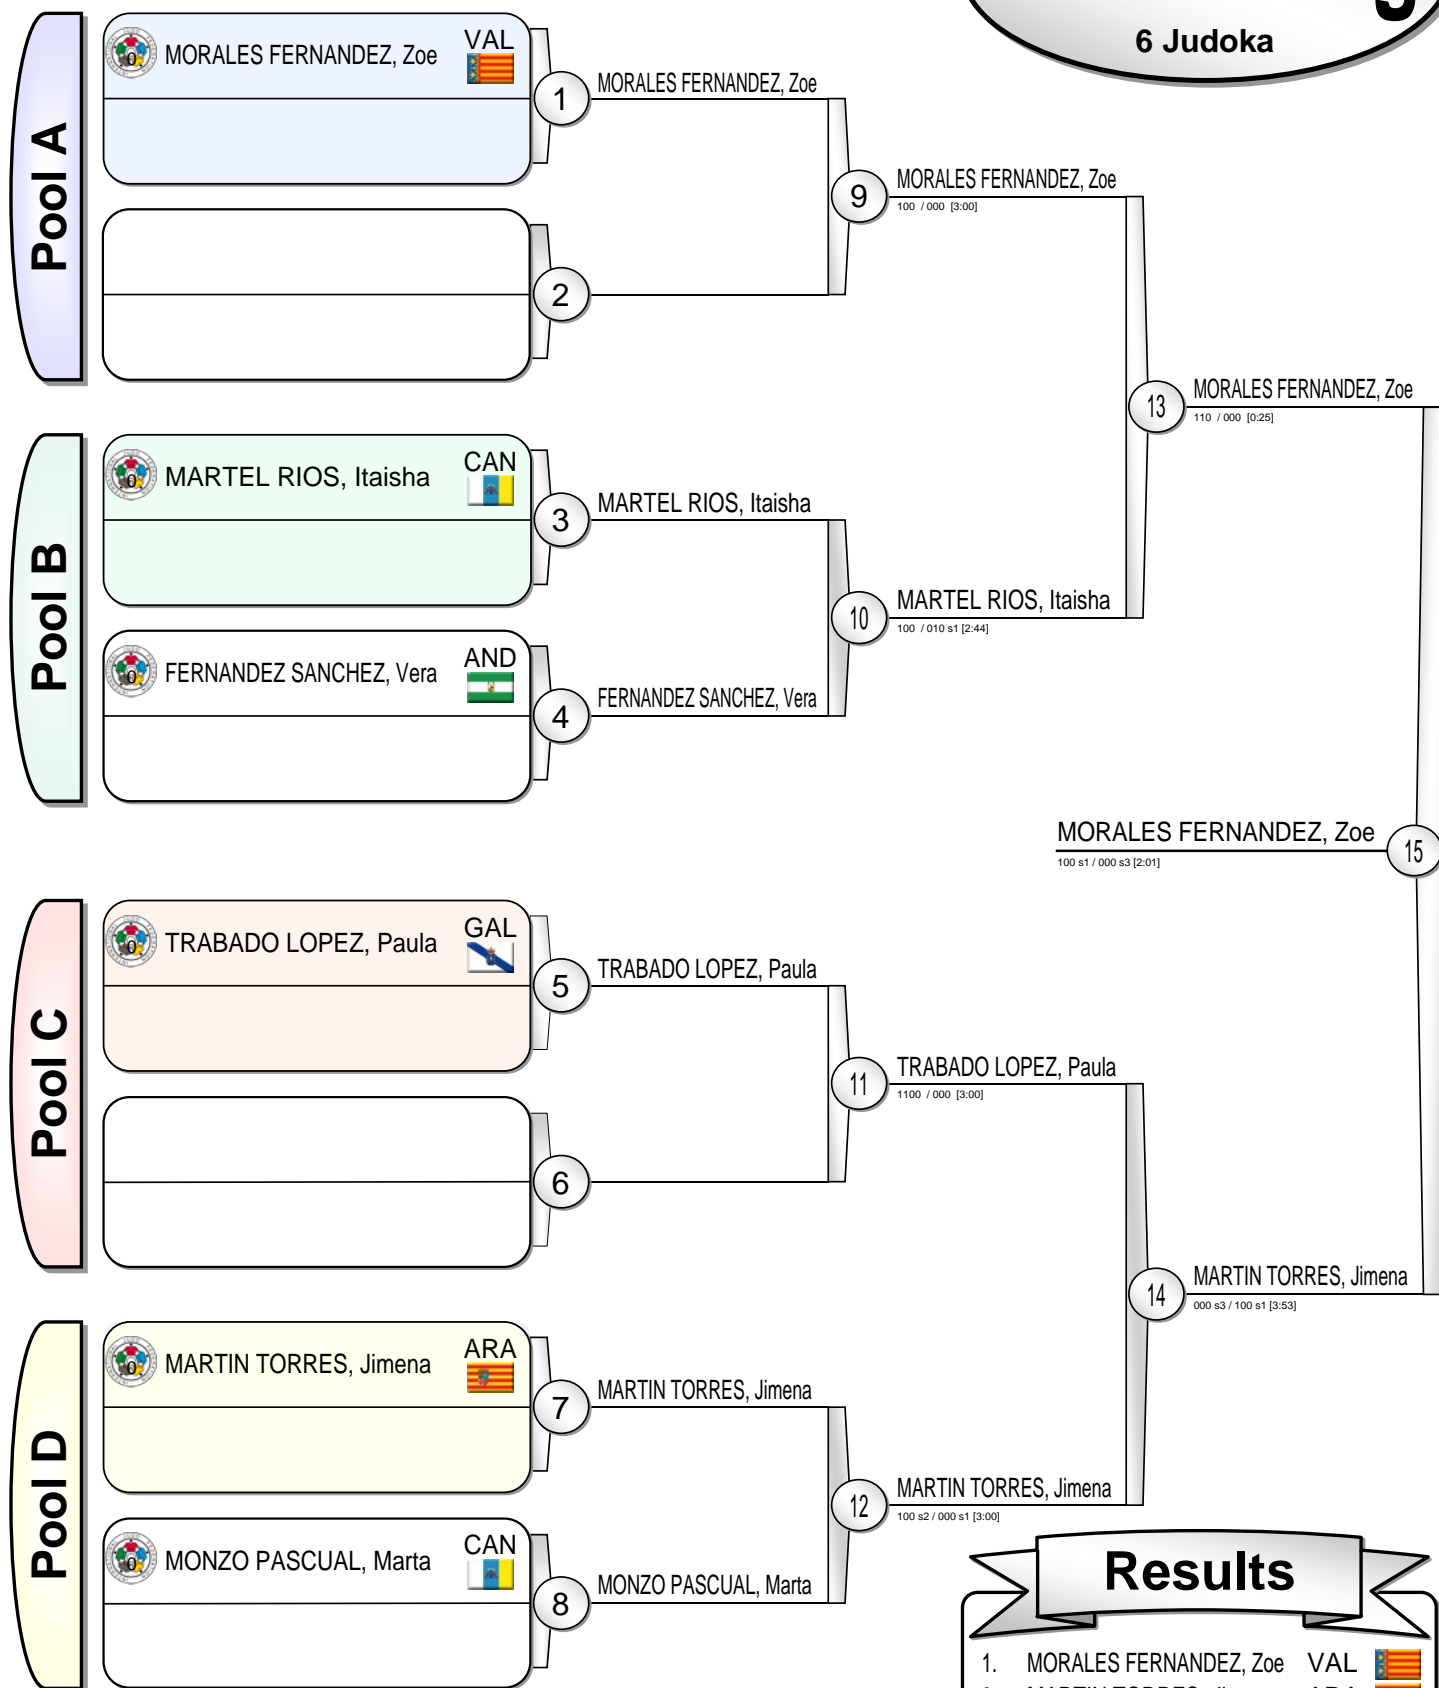 6 Judoka
Pool A
MORALES FERNANDEZ, Zoe VAL
1 MORALES FERNANDEZ, Zoe
2
9 MORALES FERNANDEZ, Zoe
100 / 000 [3:00]
13 MORALES FERNANDEZ, Zoe
110 / 000 [0:25]
Pool B
MARTEL RIOS, Itaisha CAN
3 MARTEL RIOS, Itaisha
10 MARTEL RIOS, Itaisha
100 / 010 s1 [2:44]
FERNANDEZ SANCHEZ, Vera AND
4 FERNANDEZ SANCHEZ, Vera
MORALES FERNANDEZ, Zoe 15
100 s1 / 000 s3 [2:01]
Pool C
TRABADO LOPEZ, Paula GAL
5 TRABADO LOPEZ, Paula
11 TRABADO LOPEZ, Paula
1100 / 000 [3:00]
6
14 MARTIN TORRES, Jimena
000 s3 / 100 s1 [3:53]
Pool D
MARTIN TORRES, Jimena ARA
7 MARTIN TORRES, Jimena
12 MARTIN TORRES, Jimena
100 s2 / 000 s1 [3:00]
MONZO PASCUAL, Marta CAN
8 MONZO PASCUAL, Marta
Results
1. MORALES FERNANDEZ, Zoe VAL